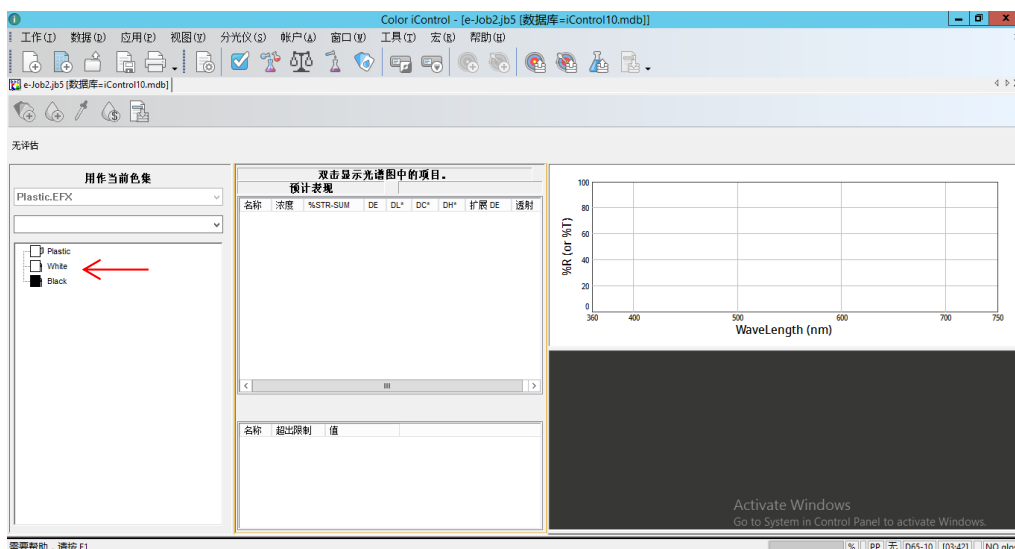 Color iControl - [e-Job2.jb5 [数据库=iControl10.mdb]]
工作(I) 数据(D) 应用(P) 视图(V) 分光仪(S) 帐户(A) 窗口(W) 工具(T) 宏(B) 帮助(H)
e-Job2.jb5 [数据库=iControl10.mdb]
无评估
用作当前色集
Plastic.EFX
Plastic
White
Black
双击显示光谱图中的项目。
预计表现
名称 浓度 %STR-SUM DE DL* DC* DH* 扩展 DE 透射
名称 超出限制 值
%R (or %T)
100
80
60
40
20
0
360 400 500 600 700 750
WaveLength (nm)
Activate Windows
Go to System in Control Panel to activate Windows.
需要帮助，请按 F1
% PP 无 D65-10 [03:42] NO glo